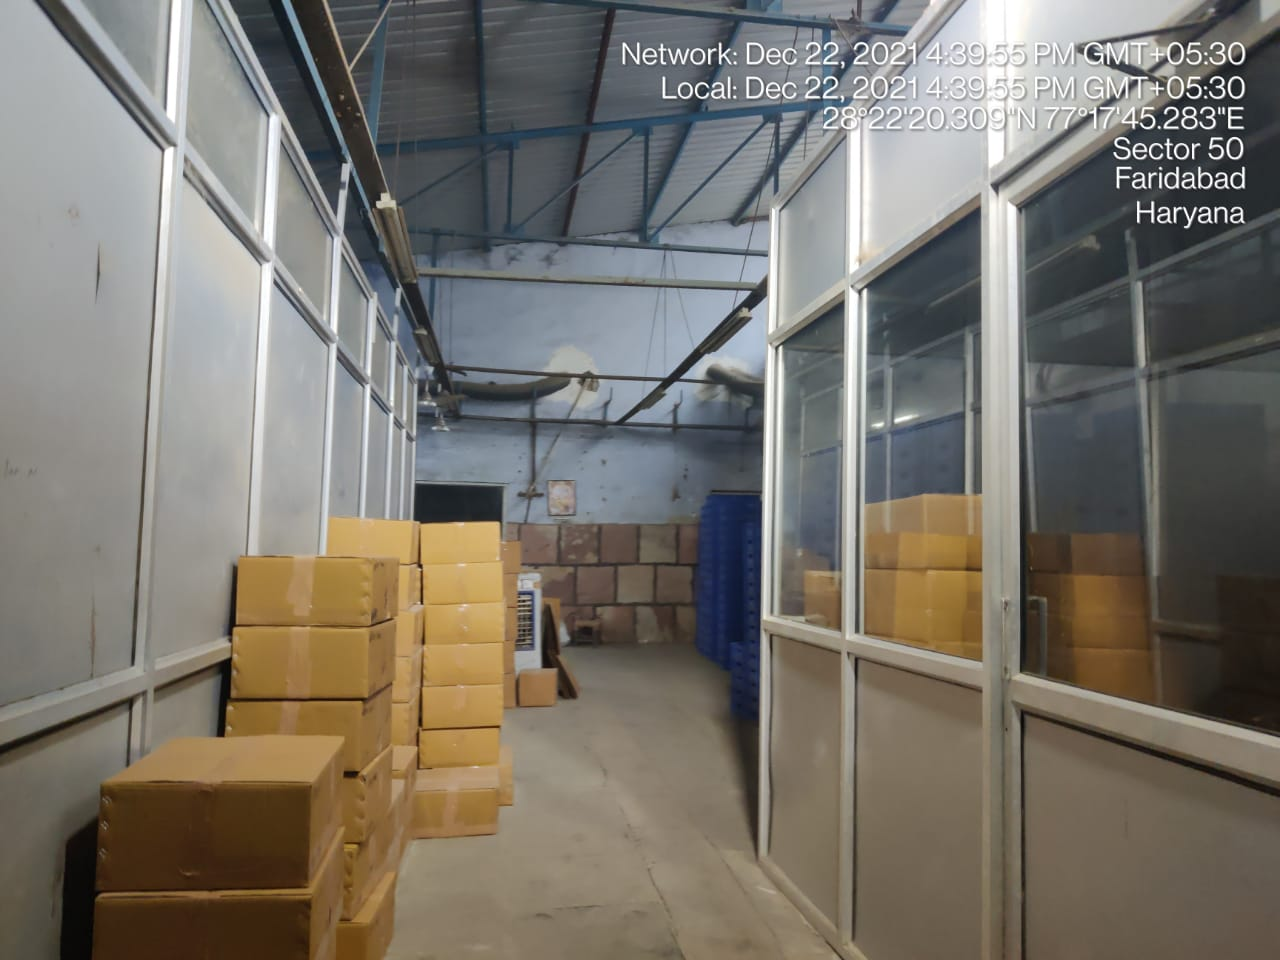 Network: Dec 22, 2021 4:39:55 PM GMT+05:30
Local: Dec 22, 2021 4:39:55 PM GMT+05:30
28°22'20.309"N 77°17'45.283"E
Sector 50
Faridabad
Haryana